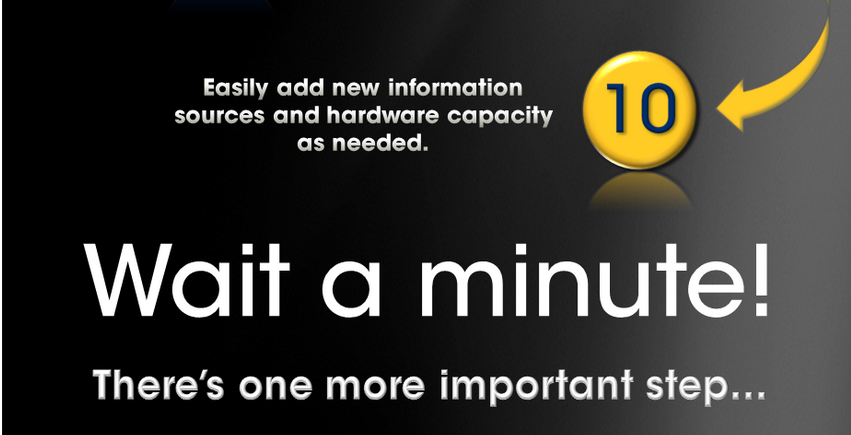 Easily add new information
sources and hardware capacity
as needed.
10
Wait a minute!
There's one more important step...